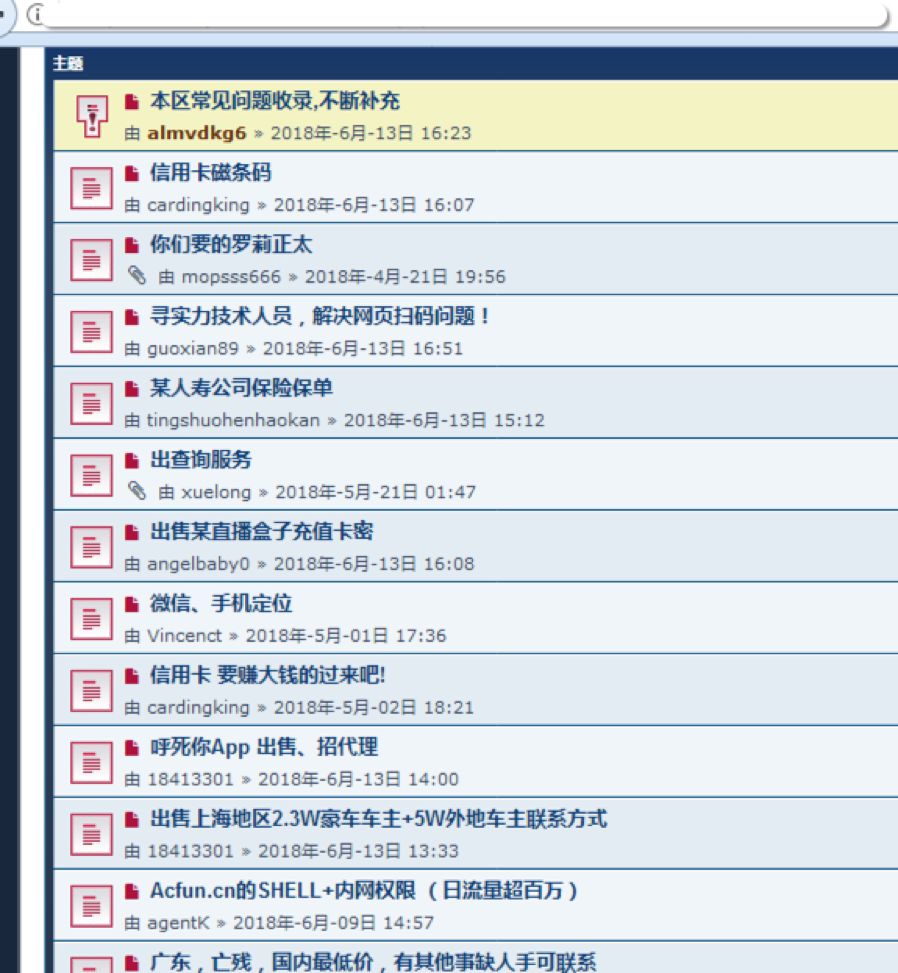 主题
本区常见问题收录,不断补充
由 almvdkg6 » 2018年-6月-13日 16:23
信用卡磁条码
由 cardingking » 2018年-6月-13日 16:07
你们要的罗莉正太
由 mopsss666 » 2018年-4月-21日 19:56
寻实力技术人员，解决网页扫码问题！
由 guoxian89 » 2018年-6月-13日 16:51
某人寿公司保险保单
由 tingshuohenhaokan » 2018年-6月-13日 15:12
出查询服务
由 xuelong » 2018年-5月-21日 01:47
出售某直播盒子充值卡密
由 angelbaby0 » 2018年-6月-13日 16:08
微信、手机定位
由 Vincenct » 2018年-5月-01日 17:36
信用卡 要赚大钱的过来吧!
由 cardingking » 2018年-5月-02日 18:21
呼死你App 出售、招代理
由 18413301 » 2018年-6月-13日 14:00
出售上海地区2.3W豪车车主+5W外地车主联系方式
由 18413301 » 2018年-6月-13日 13:33
Acfun.cn的SHELL+内网权限 （日流量超百万）
由 agentK » 2018年-6月-09日 14:57
广东，亡残，国内最低价，有其他事缺人手可联系